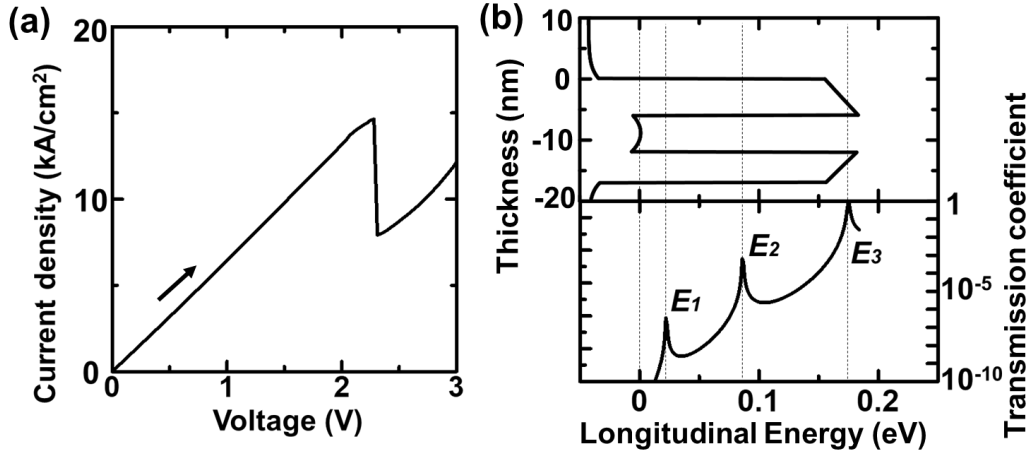 (a)
20
10
0
0
1
2
3
Current density (kA/cm²)
Voltage (V)
(b)
10
0
-10
-20
Thickness (nm)
E₁
E₂
E₃
1
10⁻⁵
10⁻¹⁰
Transmission coefficient
0
0.1
0.2
Longitudinal Energy (eV)